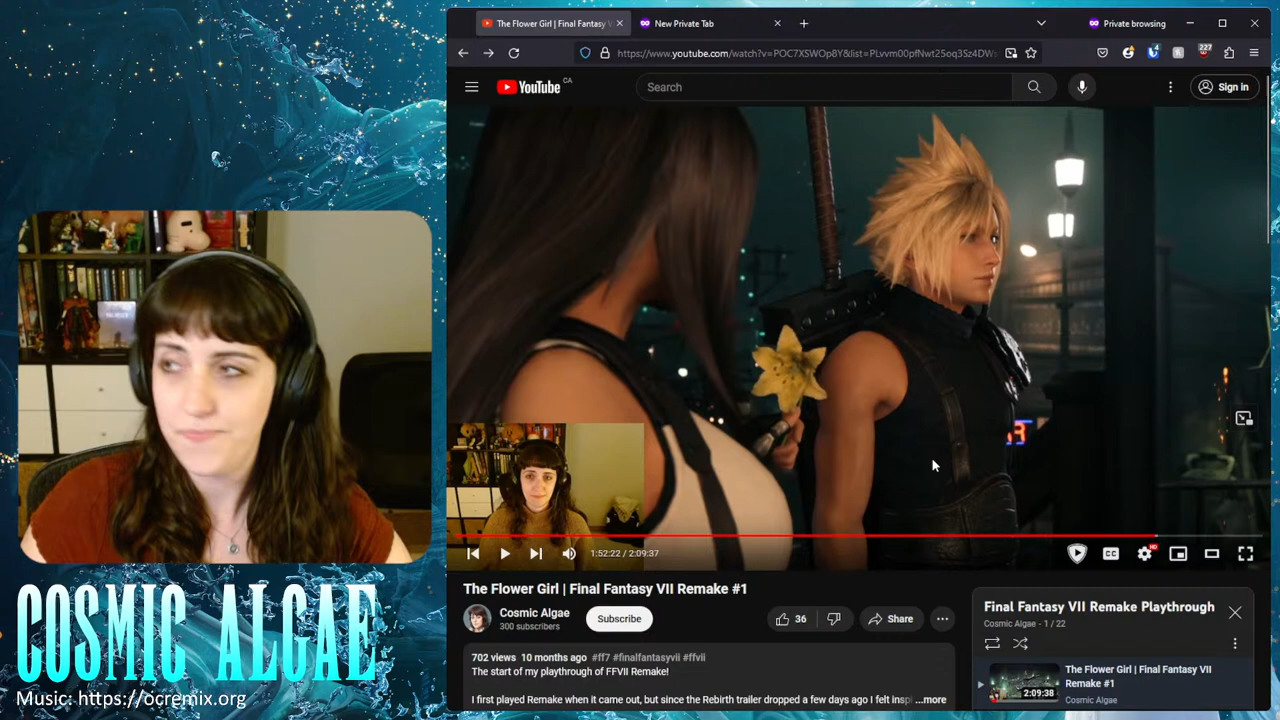 The Flower Girl | Final Fantasy V
New Private Tab
Private browsing
https://www.youtube.com/watch?v=POC7XSWOp8Y&list=PLvvm00pfNwt25oq3Sz4DW
4
227
YouTube CA
Search
Sign in
1:52:22 / 2:09:37
CC
HD
The Flower Girl | Final Fantasy VII Remake #1
Cosmic Algae
300 subscribers
Subscribe
36
Share
702 views 10 months ago #ff7 #finalfantasyvii #ffvii
The start of my playthrough of FFVII Remake!
I first played Remake when it came out, but since the Rebirth trailer dropped a few days ago I felt inspi ...more
Final Fantasy VII Remake Playthrough
Cosmic Algae - 1 / 22
2:09:38
The Flower Girl | Final Fantasy VII
Remake #1
Cosmic Algae
COSMIC ALGAE
Music: https://ocremix.org